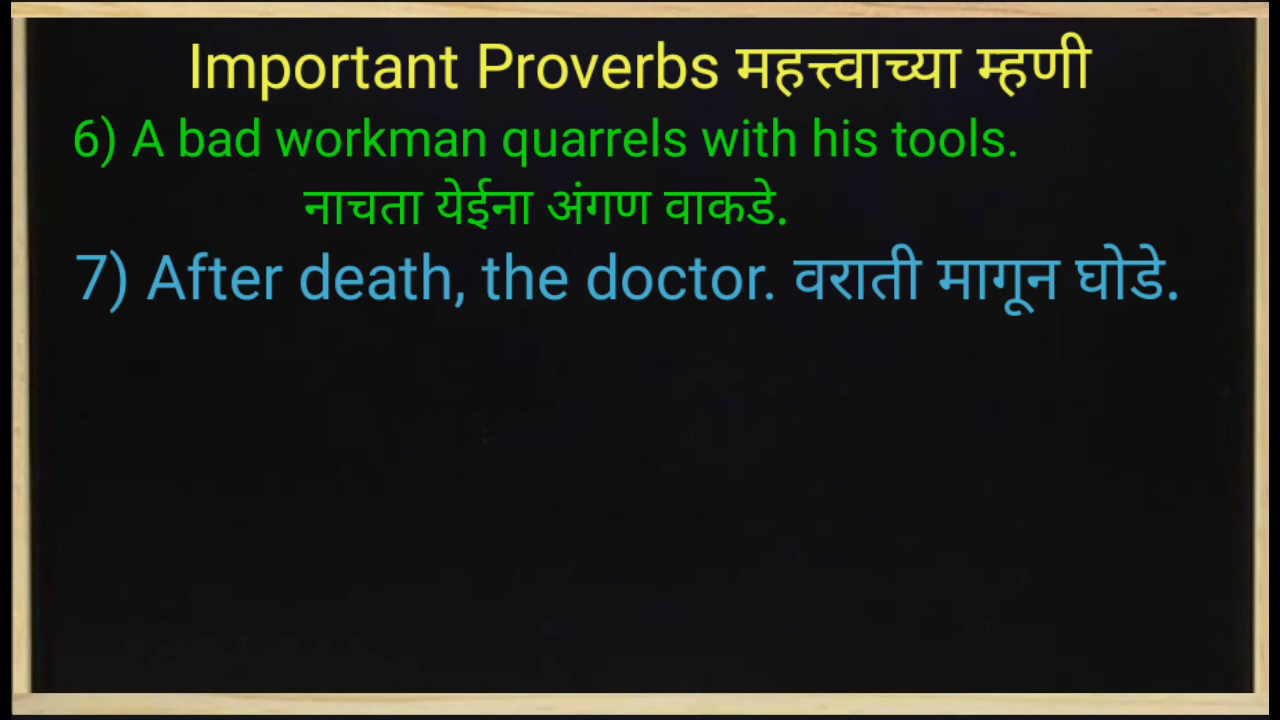 Important Proverbs महत्त्वाच्या म्हणी
6) A bad workman quarrels with his tools.
नाचता येईना अंगण वाकडे.
7) After death, the doctor. वराती मागून घोडे.